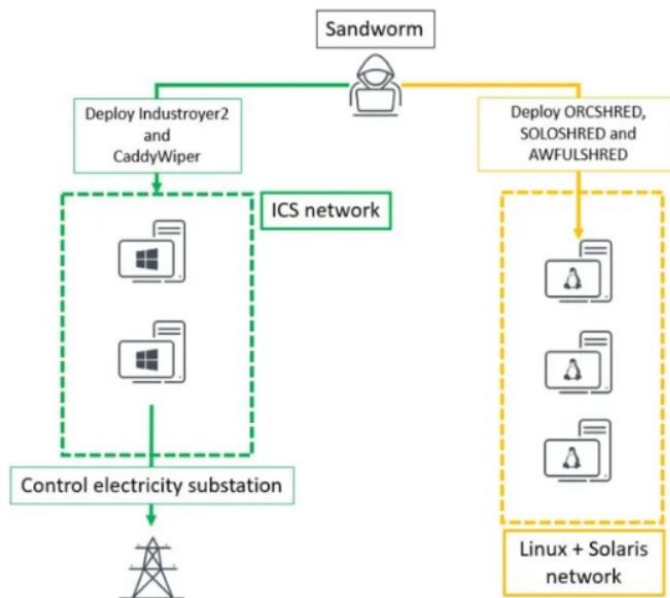 Sandworm
Deploy Industroyer2
and
CaddyWiper
Deploy ORCSHRED,
SOLOSHRED and
AWFULSHRED
ICS network
Control electricity substation
Linux + Solaris
network